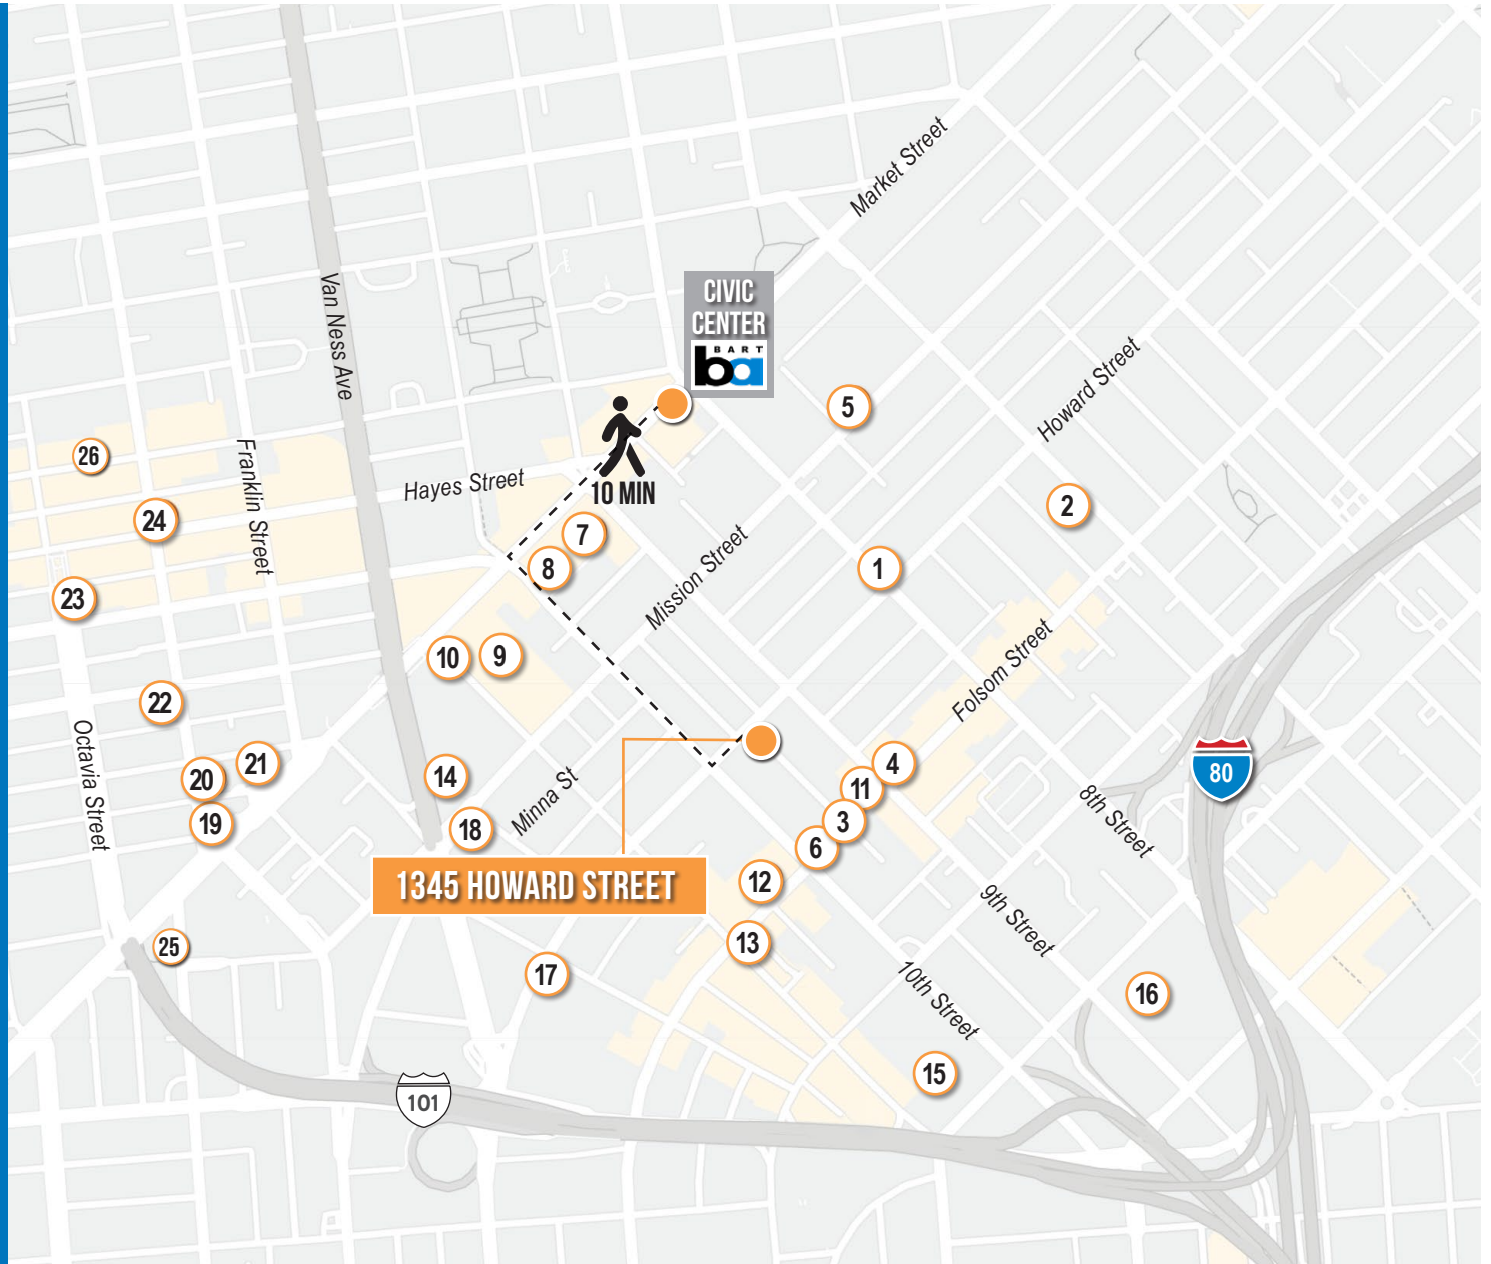 Market Street
CIVIC
CENTER
BART
ba
Van Ness Ave
Howard Street
5
26
Franklin Street
Hayes Street
10 MIN
2
24
7
8
Mission Street
1
23
10
9
Folsom Street
22
Octavia Street
21
20
14
4
80
11
19
18
Minna St
3
8th Street
6
1345 HOWARD STREET
12
9th Street
25
13
17
10th Street
16
15
101